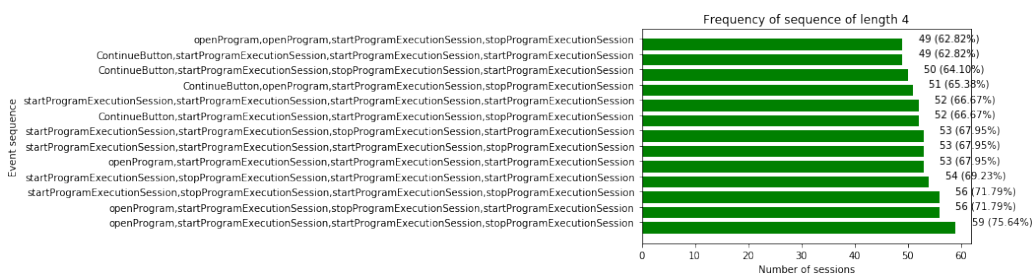 Frequency of sequence of length 4
openProgram,openProgram,startProgramExecutionSession,stopProgramExecutionSession 49 (62.82%)
ContinueButton,startProgramExecutionSession,startProgramExecutionSession,startProgramExecutionSession 49 (62.82%)
ContinueButton,startProgramExecutionSession,stopProgramExecutionSession,startProgramExecutionSession 50 (64.10%)
ContinueButton,openProgram,startProgramExecutionSession,stopProgramExecutionSession 51 (65.38%)
startProgramExecutionSession,startProgramExecutionSession,startProgramExecutionSession,startProgramExecutionSession 52 (66.67%)
ContinueButton,startProgramExecutionSession,startProgramExecutionSession,stopProgramExecutionSession 52 (66.67%)
startProgramExecutionSession,startProgramExecutionSession,stopProgramExecutionSession,startProgramExecutionSession 53 (67.95%)
startProgramExecutionSession,startProgramExecutionSession,startProgramExecutionSession,stopProgramExecutionSession 53 (67.95%)
openProgram,startProgramExecutionSession,startProgramExecutionSession,startProgramExecutionSession 53 (67.95%)
startProgramExecutionSession,stopProgramExecutionSession,startProgramExecutionSession,startProgramExecutionSession 54 (69.23%)
startProgramExecutionSession,stopProgramExecutionSession,startProgramExecutionSession,stopProgramExecutionSession 56 (71.79%)
openProgram,startProgramExecutionSession,stopProgramExecutionSession,startProgramExecutionSession 56 (71.79%)
openProgram,startProgramExecutionSession,startProgramExecutionSession,stopProgramExecutionSession 59 (75.64%)
Event sequence
0 10 20 30 40 50 60
Number of sessions